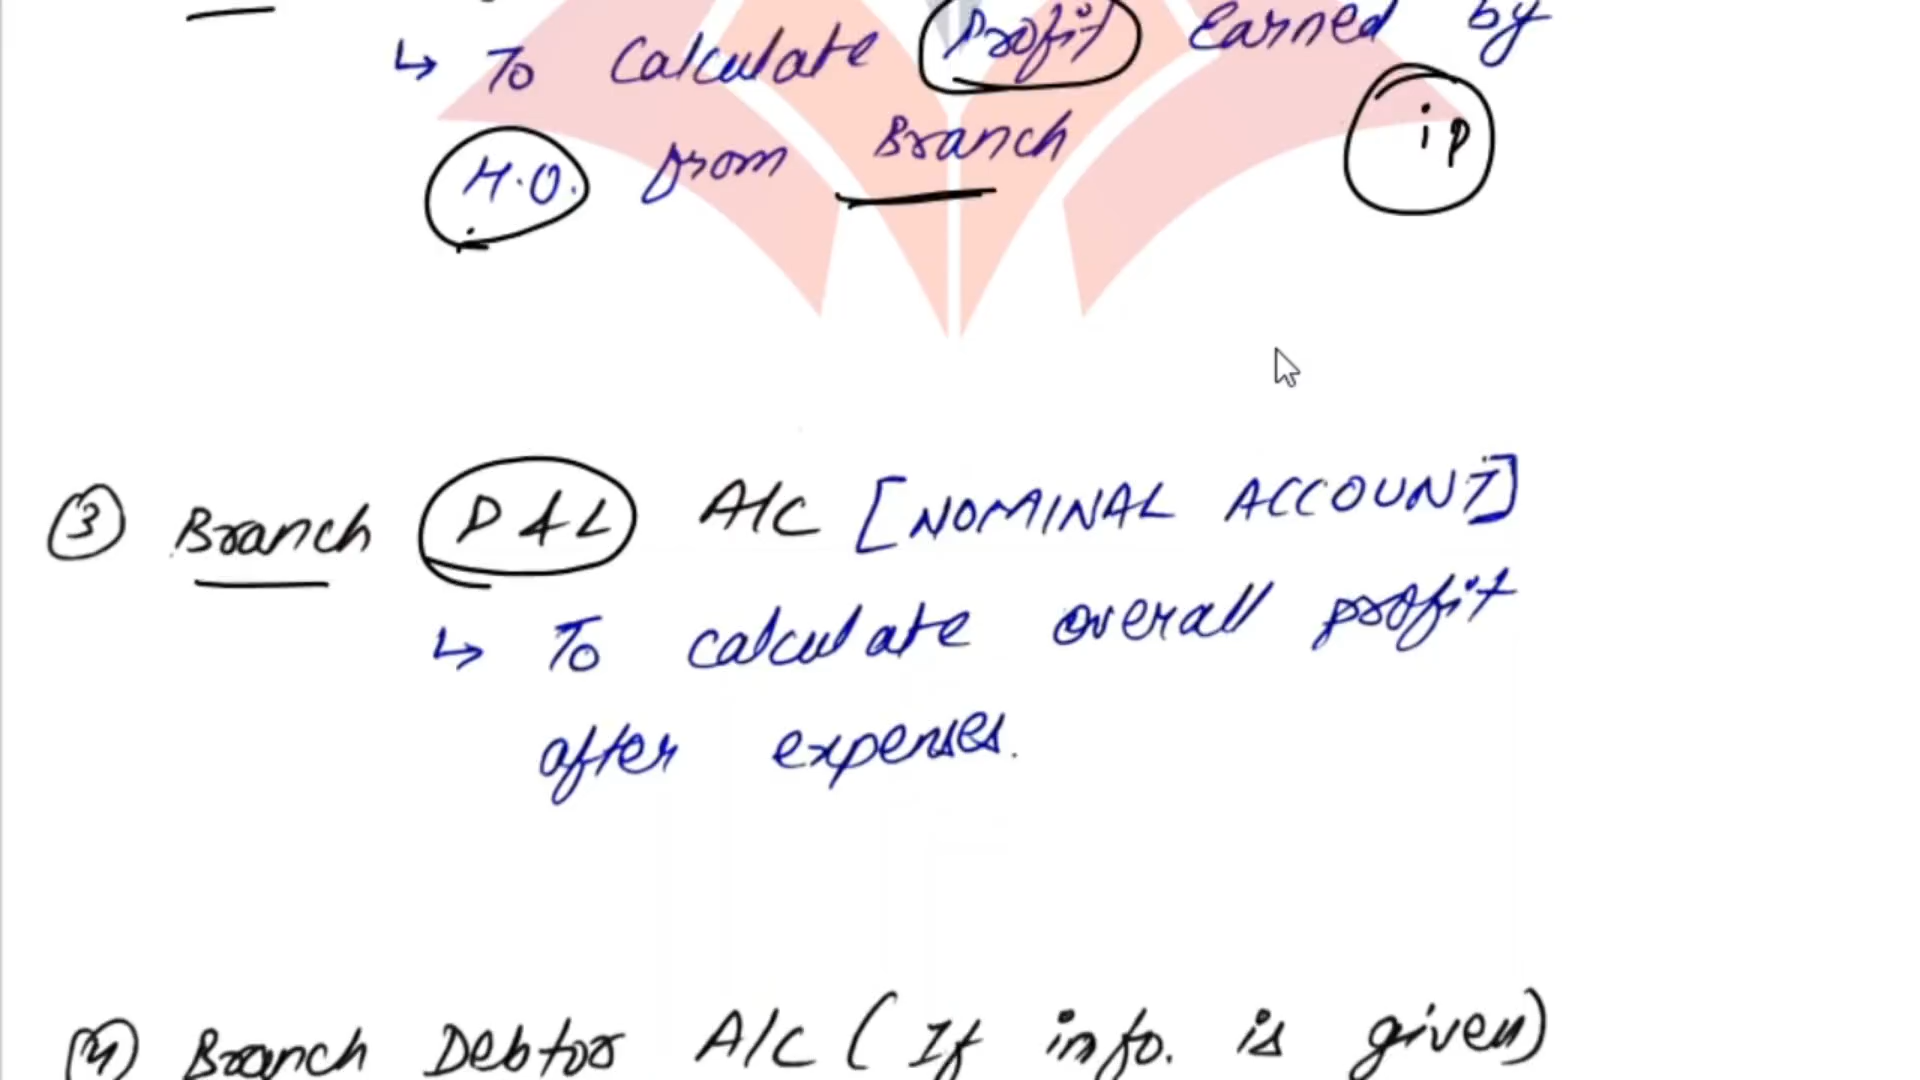 ↳ To Calculate Profit Earned by
H.O. from Branch
ip
③ Branch P&L A/C [NOMINAL ACCOUNT]
↳ To calculate overall profit
after expenses.
④ Branch Debtor A/C (If info. is given)